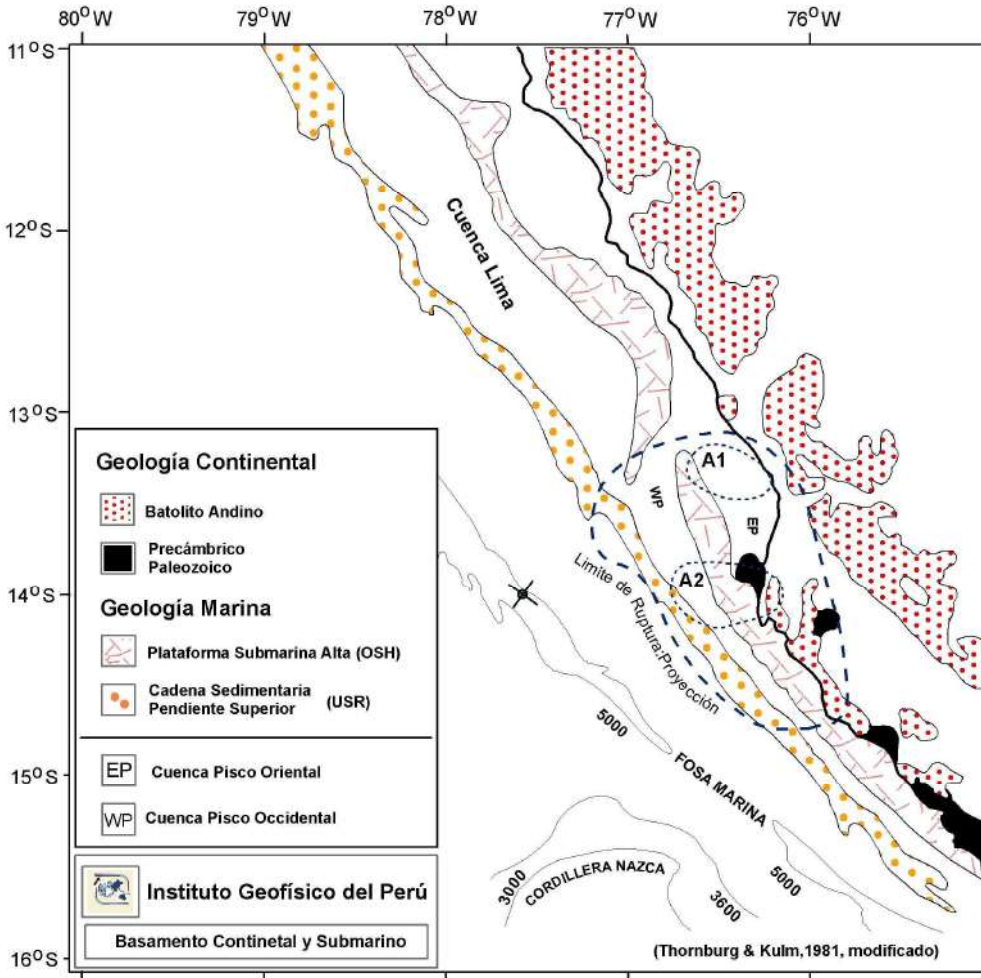 80°W
79°W
78°W
77°W
76°W
11°S
12°S
13°S
14°S
15°S
16°S
Cuenca Lima
A1
WP
EP
A2
Limite de Ruptura:Proyección
5000
FOSA MARINA
5000
3000
CORDILLERA NAZCA
3600
(Thornburg & Kulm,1981, modificado)
Geología Continental
Batolito Andino
Precámbrico
Paleozoico
Geología Marina
Plataforma Submarina Alta (OSH)
Cadena Sedimentaria
Pendiente Superior (USR)
EP Cuenca Pisco Oriental
WP Cuenca Pisco Occidental
Instituto Geofísico del Perú
Basamento Continetal y Submarino